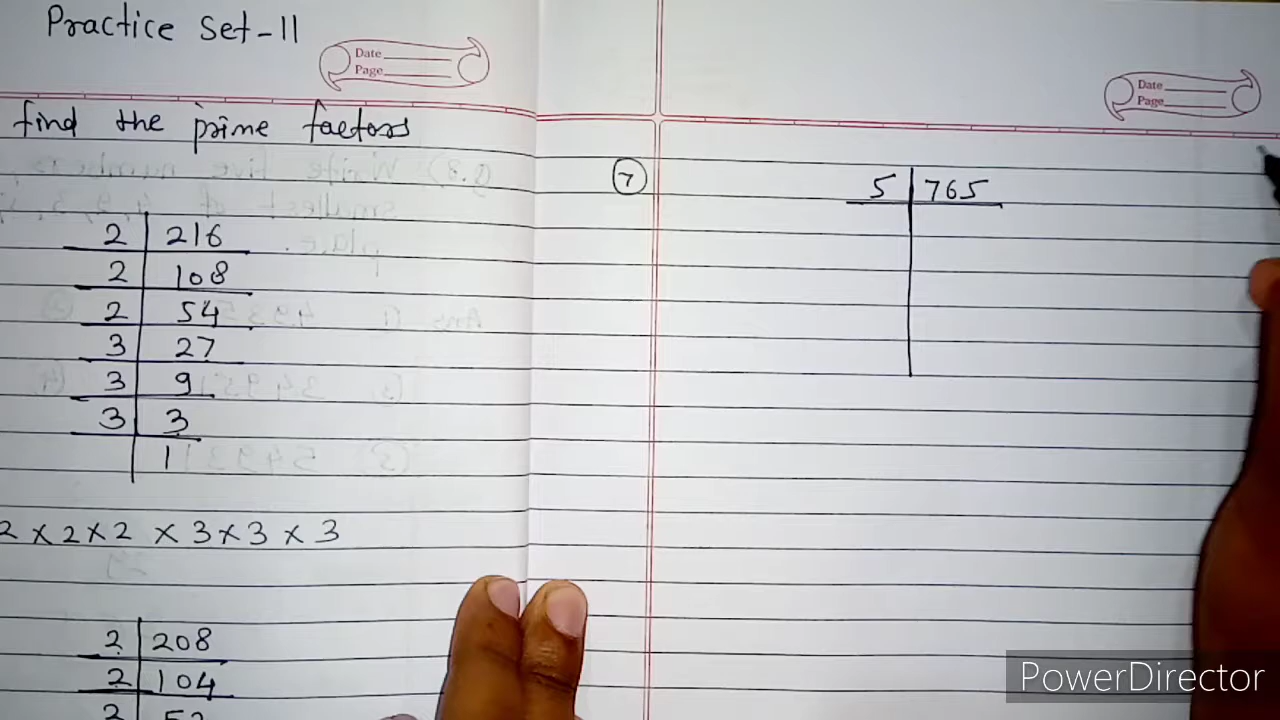 Practice Set-11
Date
Page
find the prime factors
2 | 216
2 | 108
2 | 54
3 | 27
3 | 9
3 | 3
1
2 × 2 × 2 × 3 × 3 × 3
2 | 208
2 | 104
2 | 52
Date
Page
7
5 | 765
PowerDirector